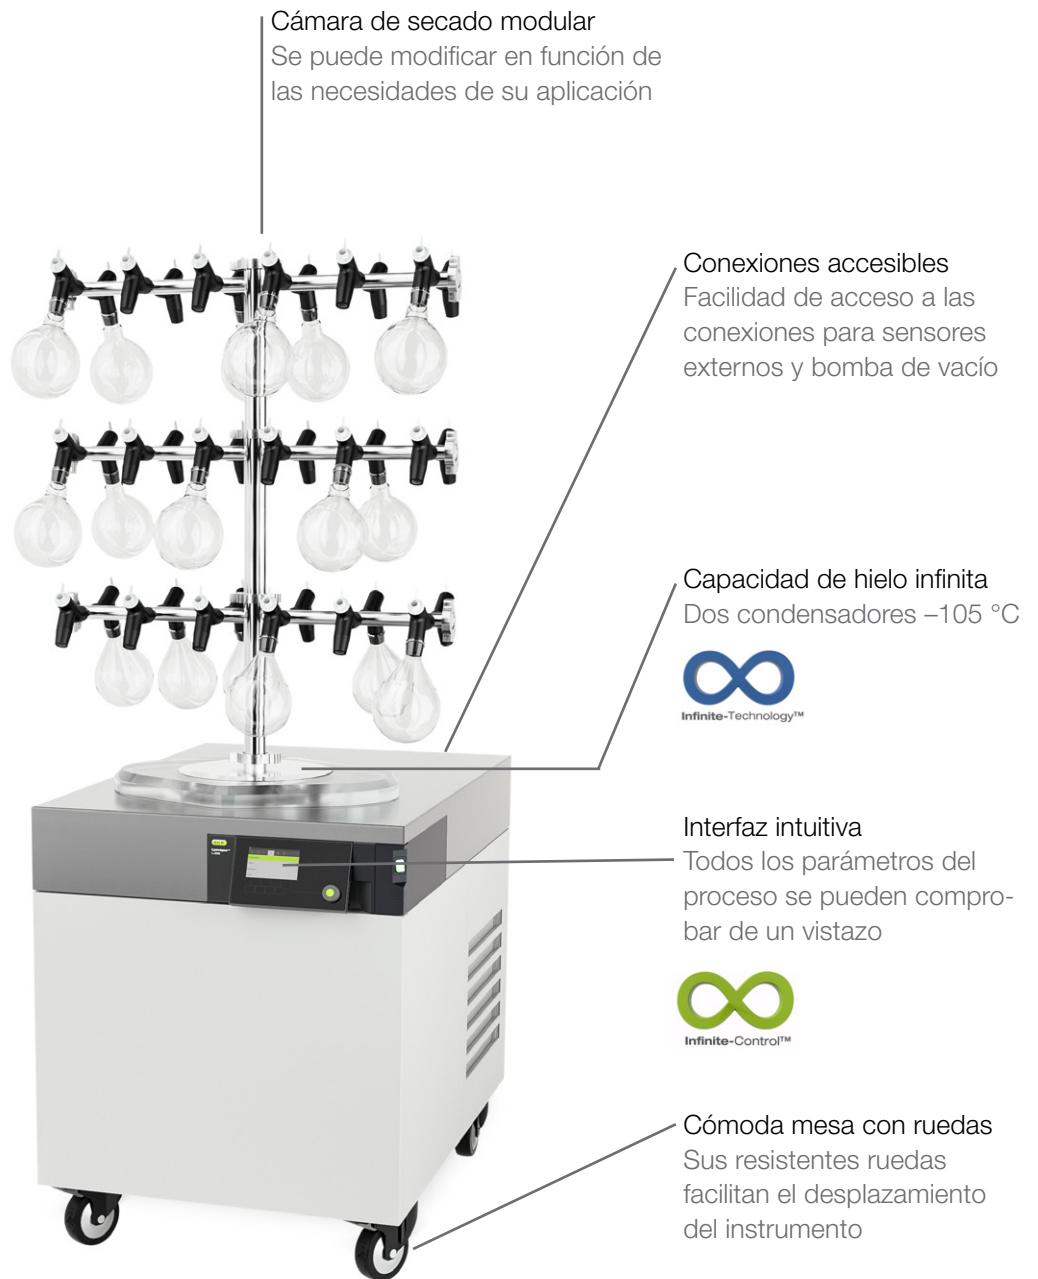 Cámara de secado modular
Se puede modificar en función de
las necesidades de su aplicación
Conexiones accesibles
Facilidad de acceso a las
conexiones para sensores
externos y bomba de vacío
Capacidad de hielo infinita
Dos condensadores –105 °C
Infinite-Technology™
Interfaz intuitiva
Todos los parámetros del
proceso se pueden compro-
bar de un vistazo
Infinite-Control™
Cómoda mesa con ruedas
Sus resistentes ruedas
facilitan el desplazamiento
del instrumento